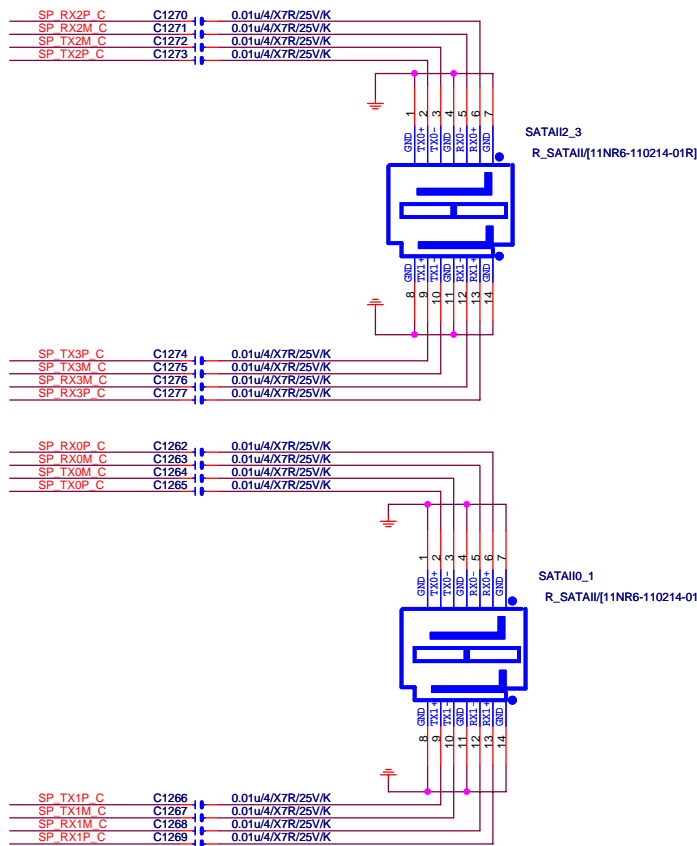 SP_RX2P_C C1270 0.01u/4/X7R/25V/K
SP_RX2M_C C1271 0.01u/4/X7R/25V/K
SP_TX2M_C C1272 0.01u/4/X7R/25V/K
SP_TX2P_C C1273 0.01u/4/X7R/25V/K
1 2 3 4 5 6 7
GND TX0+ TX0- GND RX0- RX0+ GND
SATAII2_3
R_SATAII/[11NR6-110214-01R]
GND TX1+ TX1- GND RX1- RX1+ GND
8 9 10 11 12 13 14
SP_TX3P_C C1274 0.01u/4/X7R/25V/K
SP_TX3M_C C1275 0.01u/4/X7R/25V/K
SP_RX3M_C C1276 0.01u/4/X7R/25V/K
SP_RX3P_C C1277 0.01u/4/X7R/25V/K
SP_RX0P_C C1262 0.01u/4/X7R/25V/K
SP_RX0M_C C1263 0.01u/4/X7R/25V/K
SP_TX0M_C C1264 0.01u/4/X7R/25V/K
SP_TX0P_C C1265 0.01u/4/X7R/25V/K
1 2 3 4 5 6 7
GND TX0+ TX0- GND RX0- RX0+ GND
SATAII0_1
R_SATAII/[11NR6-110214-01
GND TX1+ TX1- GND RX1- RX1+ GND
8 9 10 11 12 13 14
SP_TX1P_C C1266 0.01u/4/X7R/25V/K
SP_TX1M_C C1267 0.01u/4/X7R/25V/K
SP_RX1M_C C1268 0.01u/4/X7R/25V/K
SP_RX1P_C C1269 0.01u/4/X7R/25V/K